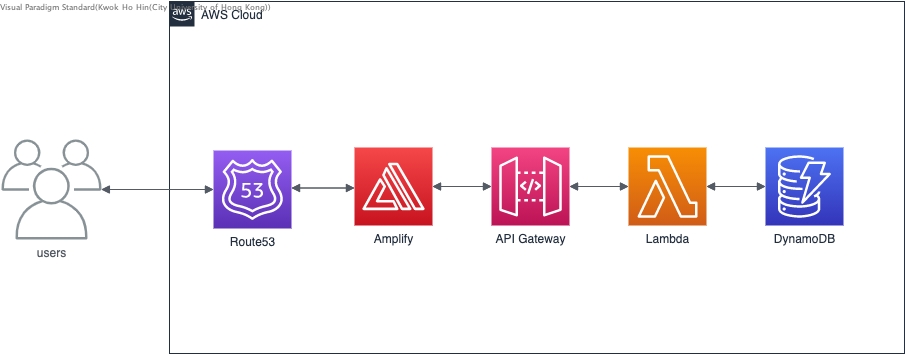 Visual Paradigm Standard(Kwok Ho Hin(City University of Hong Kong))
aws
AWS Cloud
53
</>
users
Route53
Amplify
API Gateway
Lambda
DynamoDB